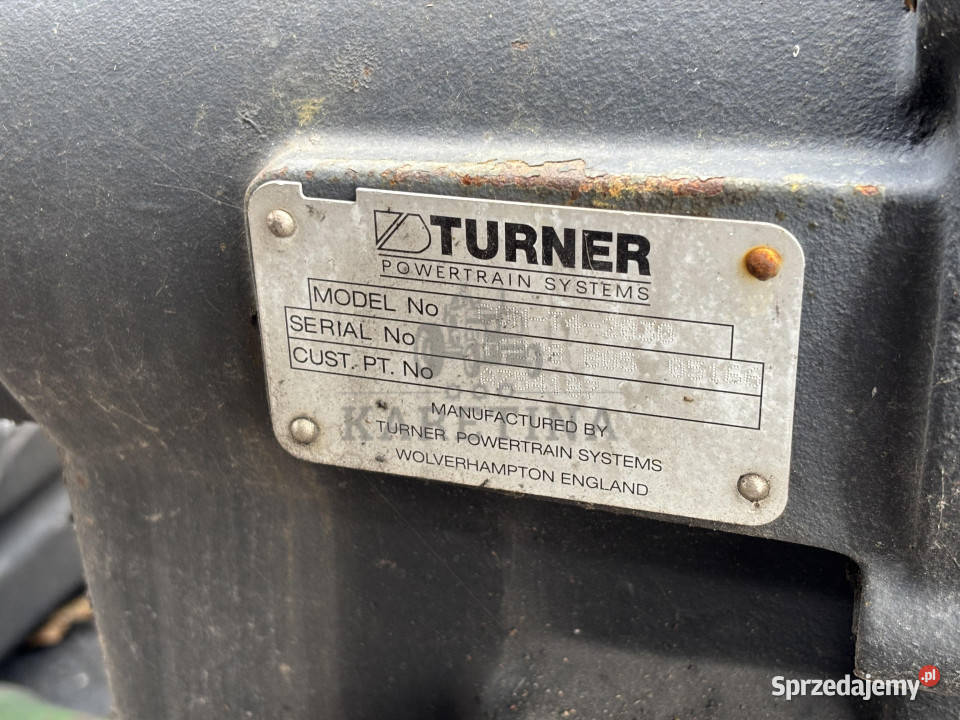 TURNER
POWERTRAIN SYSTEMS
MODEL No
SERIAL No
CUST. PT. No
KARETINA
MANUFACTURED BY
TURNER POWERTRAIN SYSTEMS
WOLVERHAMPTON ENGLAND
Sprzedajemy.pl